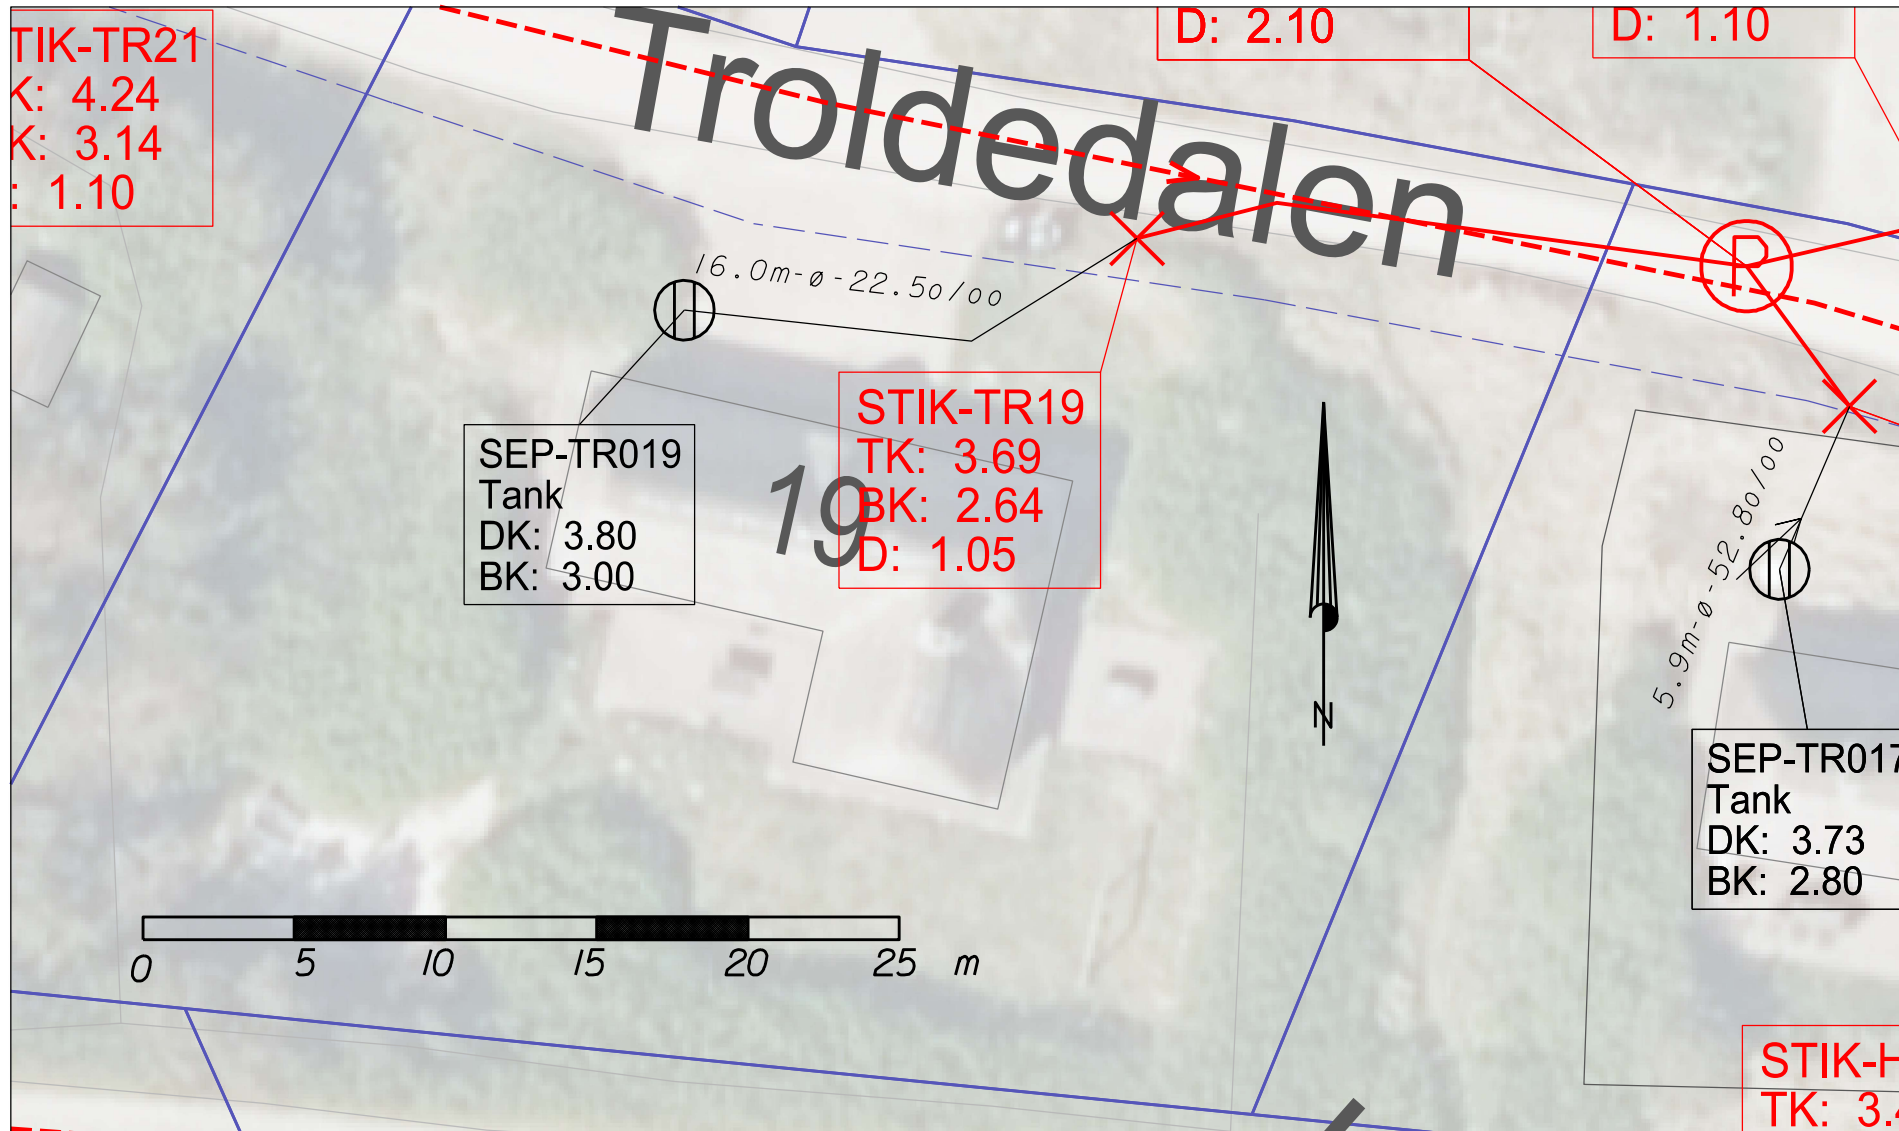 TIK-TR21
K: 4.24
K: 3.14
: 1.10
Troldedalen
D: 2.10
D: 1.10
P
16.0m-ø-22.5o/oo
SEP-TR019
Tank
DK: 3.80
BK: 3.00
19
STIK-TR19
TK: 3.69
BK: 2.64
D: 1.05
N
5.9m-ø-52.8o/oo
SEP-TR017
Tank
DK: 3.73
BK: 2.80
0 5 10 15 20 25 m
STIK-H
TK: 3.